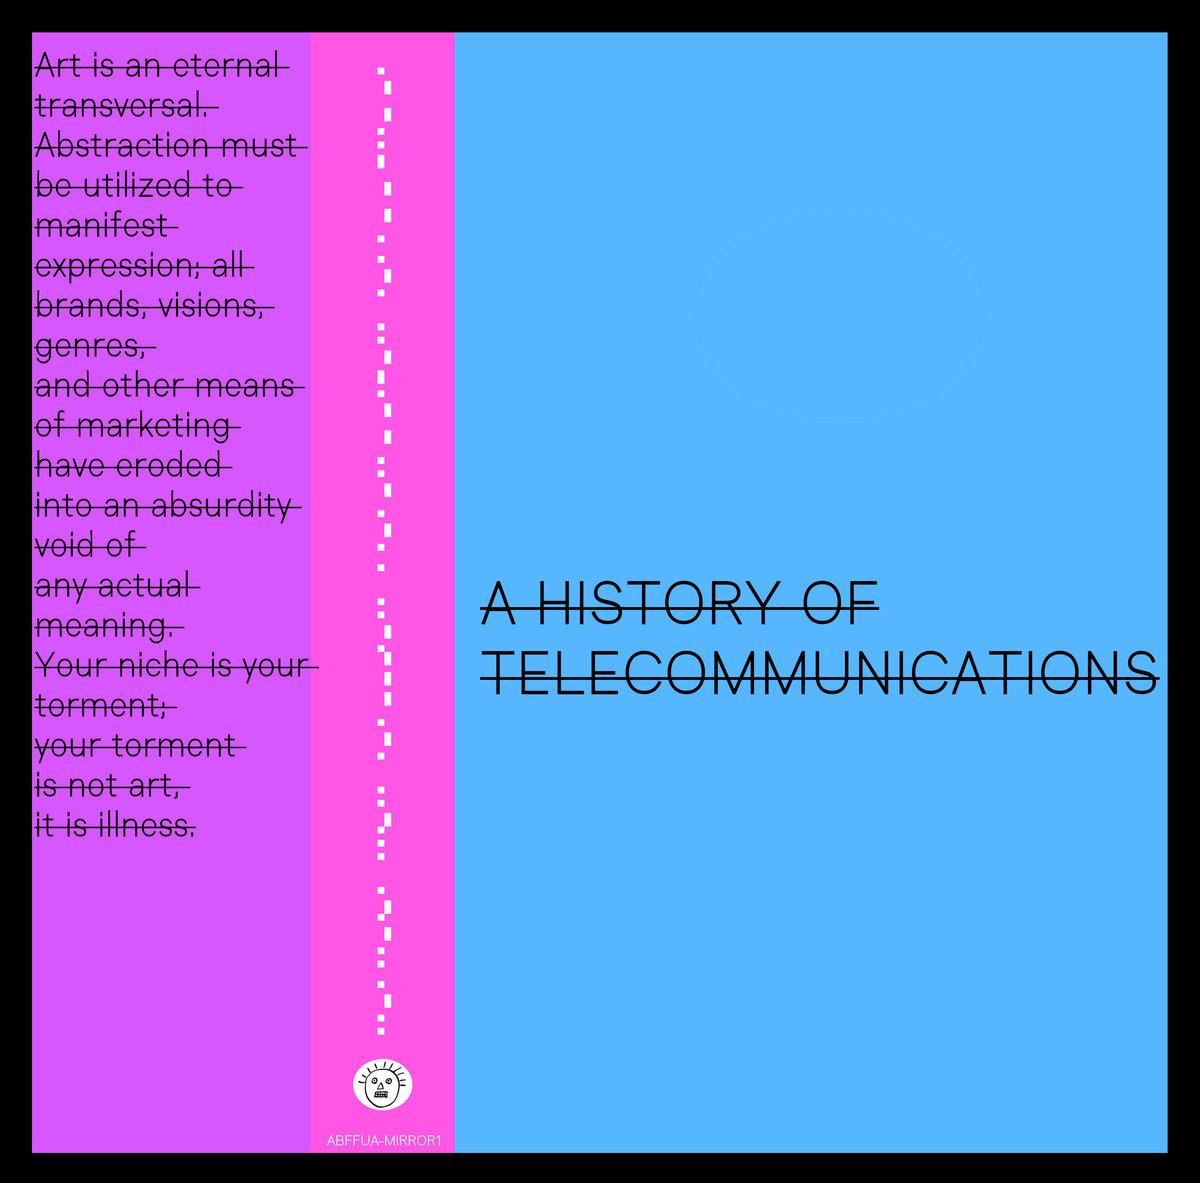 Art is an eternal
transversal.
Abstraction must
be utilized to
manifest
expression; all
brands, visions,
genres,
and other means
of marketing
have eroded
into an absurdity
void of
any actual
meaning.
Your niche is your
torment;
your torment
is not art,
it is illness.
ABFFUA-MIRROR1
A HISTORY OF
TELECOMMUNICATIONS